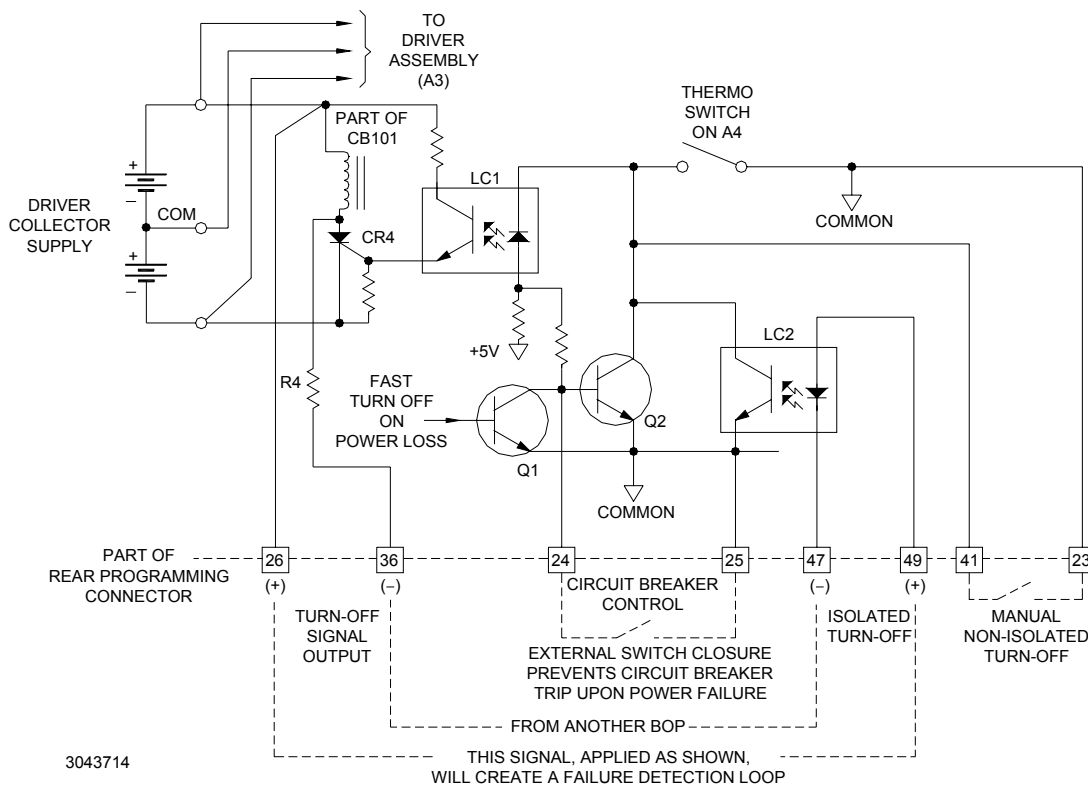 TO
DRIVER
ASSEMBLY
(A3)
THERMO
SWITCH
ON A4
PART OF
CB101
LC1
+
−
DRIVER
COLLECTOR
SUPPLY
COM
+
−
CR4
COMMON
+5V
LC2
R4
FAST
TURN OFF
ON
POWER LOSS
Q1
Q2
COMMON
PART OF
REAR PROGRAMMING
CONNECTOR
26
36
24
25
47
49
41
23
(+)
(−)
(−)
(+)
TURN-OFF
SIGNAL
OUTPUT
CIRCUIT BREAKER
CONTROL
ISOLATED
TURN-OFF
MANUAL
NON-ISOLATED
TURN-OFF
EXTERNAL SWITCH CLOSURE
PREVENTS CIRCUIT BREAKER
TRIP UPON POWER FAILURE
FROM ANOTHER BOP
THIS SIGNAL, APPLIED AS SHOWN,
WILL CREATE A FAILURE DETECTION LOOP
3043714